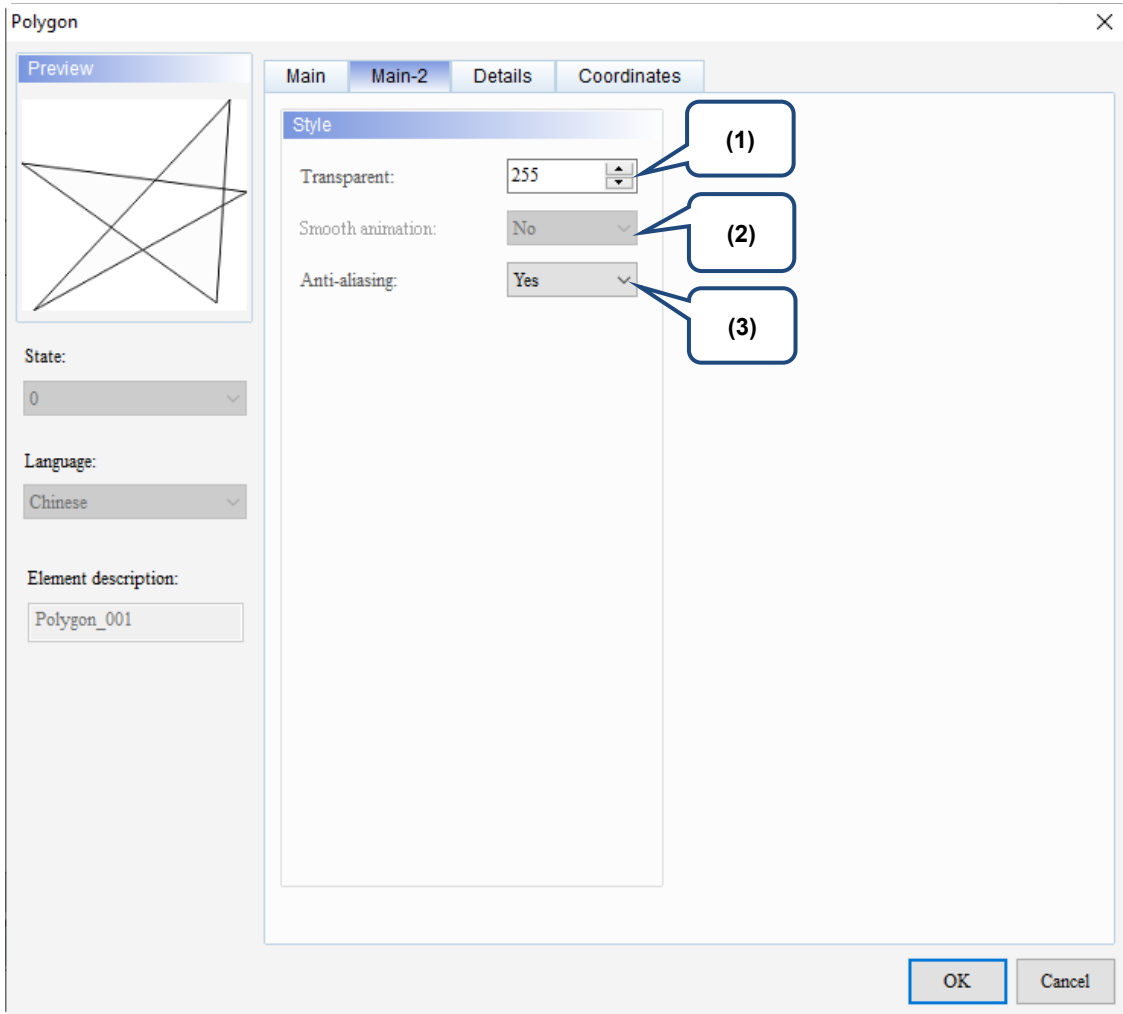 Polygon
Preview
Main Main-2 Details Coordinates
Style
(1)
Transparent: 255
Smooth animation: No
(2)
Anti-aliasing: Yes
(3)
State:
0
Language:
Chinese
Element description:
Polygon_001
OK Cancel